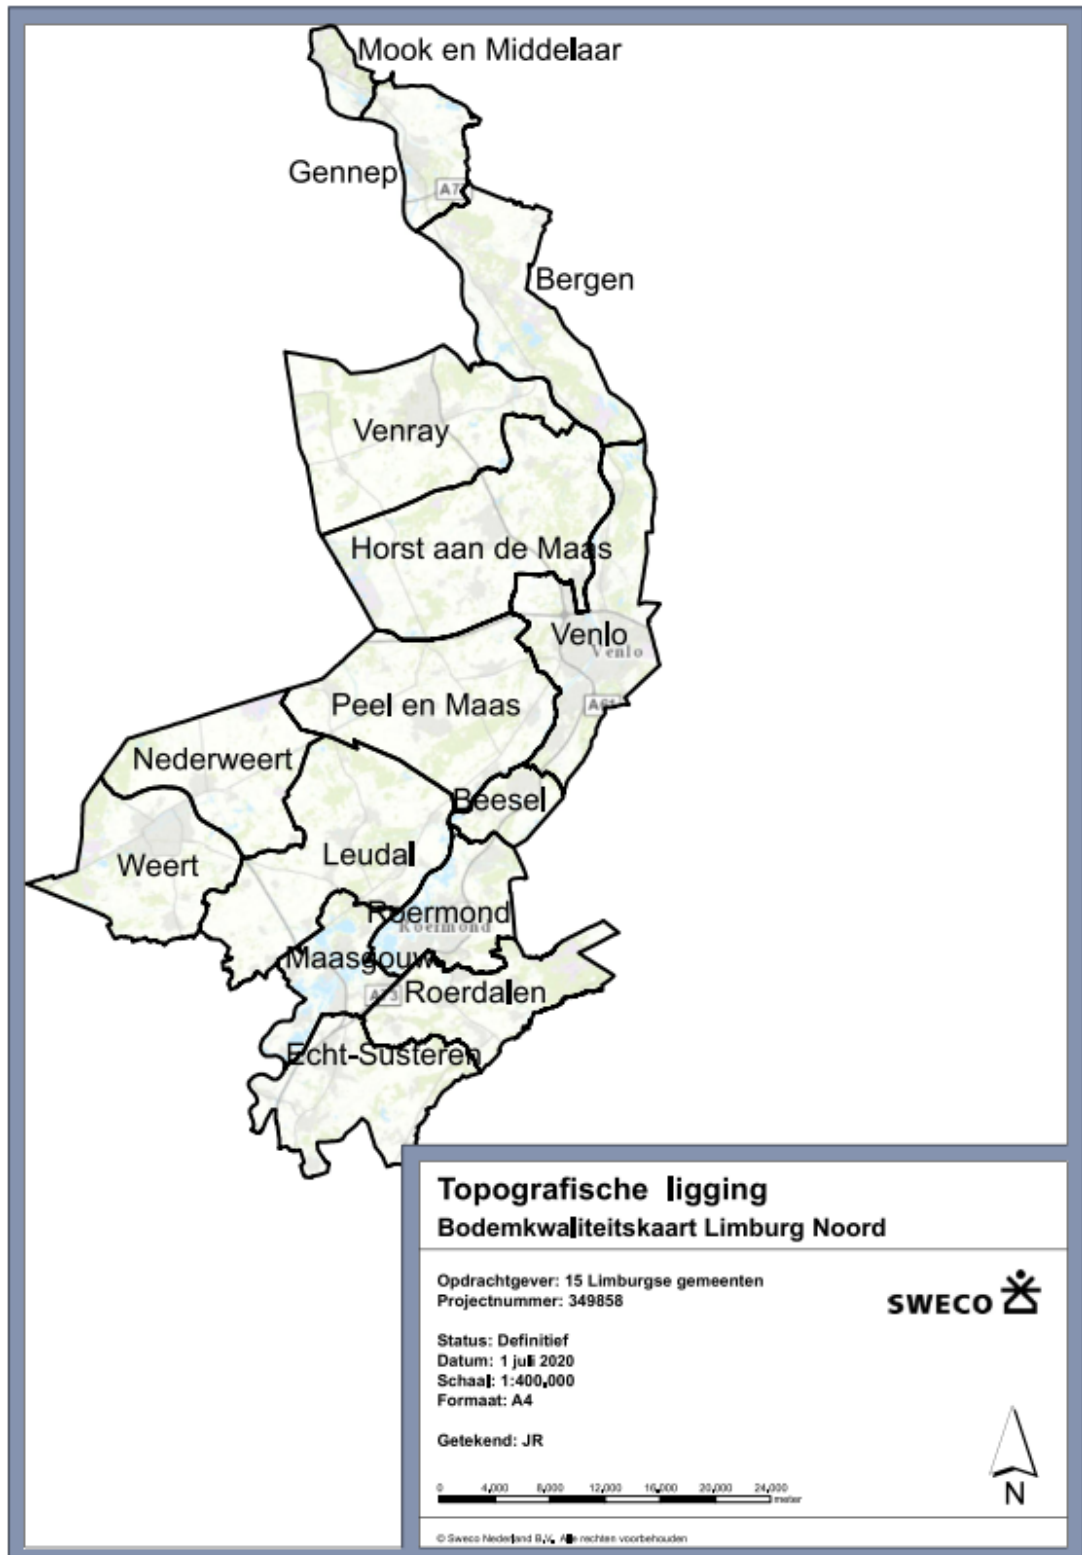 Mook en Middelaar
Gennep
Bergen
Venray
Horst aan de Maas
Venlo
Venlo
Peel en Maas
Nederweert
Beesel
Weert
Leudal
Roermond
Roermond
Maasgouw
A73
Roerdalen
Echt-Susteren
Topografische ligging
Bodemkwaliteitskaart Limburg Noord
Opdrachtgever: 15 Limburgse gemeenten
Projectnummer: 349858
SWECO
Status: Definitief
Datum: 1 juli 2020
Schaal: 1:400,000
Formaat: A4
Getekend: JR
N
0 4,000 8,000 12,000 16,000 20,000 24,000
meter
© Sweco Nederland B.V. Alle rechten voorbehouden